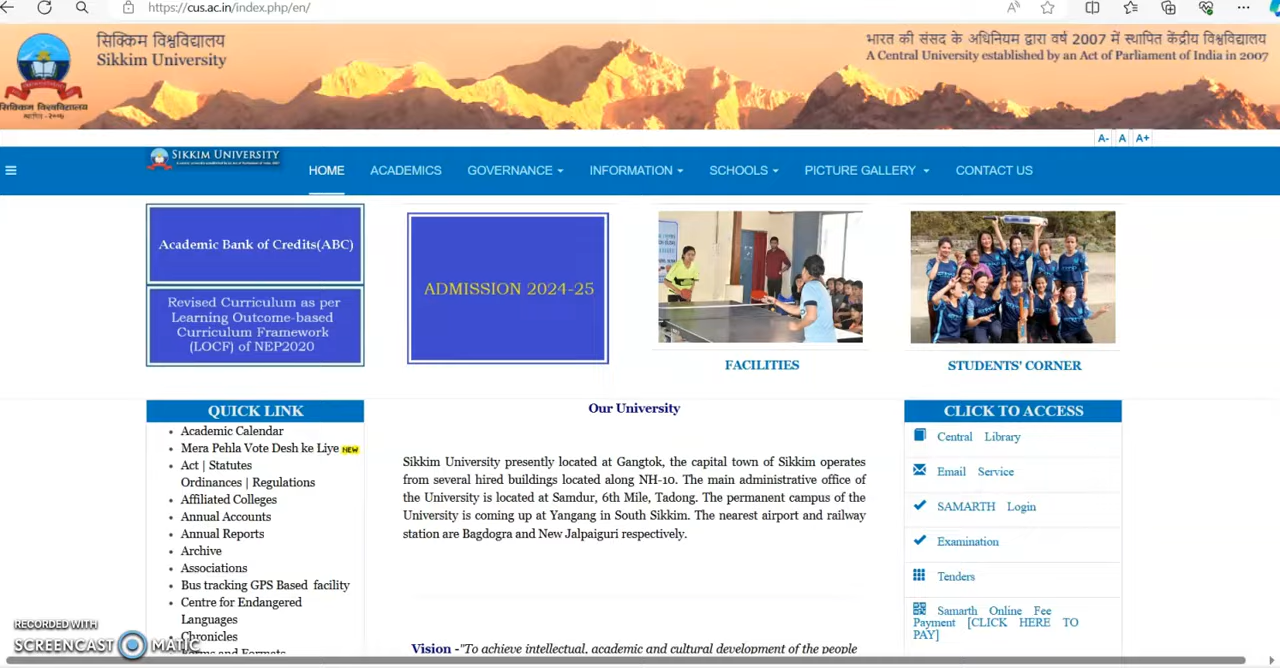 https://cus.ac.in/index.php/en/
सिक्किम विश्वविद्यालय
Sikkim University
भारत की संसद के अधिनियम द्वारा वर्ष 2007 में स्थापित केंद्रीय विश्वविद्यालय
A Central University established by an Act of Parliament of India in 2007
सिक्किम विश्वविद्यालय
A- A A+
SIKKIM UNIVERSITY
HOME ACADEMICS GOVERNANCE INFORMATION SCHOOLS PICTURE GALLERY CONTACT US
Academic Bank of Credits(ABC)
Revised Curriculum as per
Learning Outcome-based
Curriculum Framework
(LOCF) of NEP2020
ADMISSION 2024-25
FACILITIES
STUDENTS' CORNER
QUICK LINK
Academic Calendar
Mera Pehla Vote Desh ke Liye NEW
Act | Statutes
Ordinances | Regulations
Affiliated Colleges
Annual Accounts
Annual Reports
Archive
Associations
Bus tracking GPS Based facility
Centre for Endangered
Languages
Chronicles
Forms and Formats
Our University
Sikkim University presently located at Gangtok, the capital town of Sikkim operates
from several hired buildings located along NH-10. The main administrative office of
the University is located at Samdur, 6th Mile, Tadong. The permanent campus of the
University is coming up at Yangang in South Sikkim. The nearest airport and railway
station are Bagdogra and New Jalpaiguri respectively.
Vision -"To achieve intellectual, academic and cultural development of the people
CLICK TO ACCESS
Central Library
Email Service
SAMARTH Login
Examination
Tenders
Samarth Online Fee
Payment [CLICK HERE TO
PAY]
RECORDED WITH
SCREENCAST MATIC